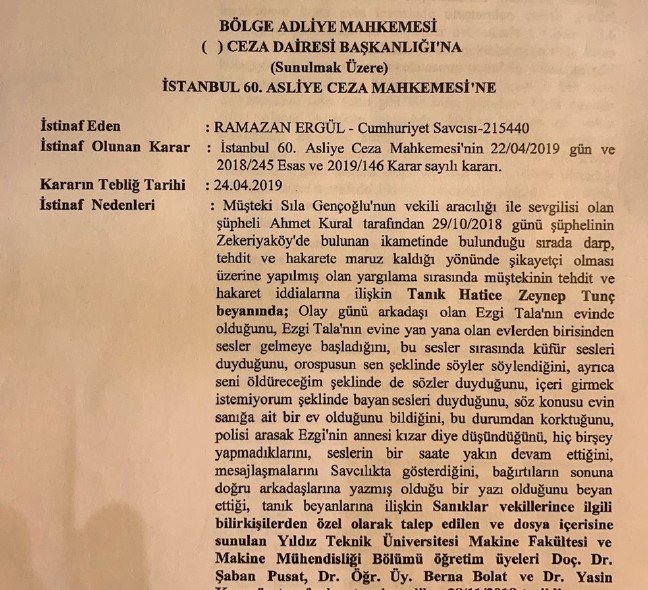 BÖLGE ADLİYE MAHKEMESİ
( ) CEZA DAİRESİ BAŞKANLIĞI'NA
(Sunulmak Üzere)
İSTANBUL 60. ASLİYE CEZA MAHKEMESİ'NE
İstinaf Eden : RAMAZAN ERGÜL - Cumhuriyet Savcısı-215440
İstinaf Olunan Karar : İstanbul 60. Asliye Ceza Mahkemesi'nin 22/04/2019 gün ve
2018/245 Esas ve 2019/146 Karar sayılı kararı.
Kararın Tebliğ Tarihi : 24.04.2019
İstinaf Nedenleri : Müşteki Sıla Gençoğlu'nun vekili aracılığı ile sevgilisi olan
şüpheli Ahmet Kural tarafından 29/10/2018 günü şüphelinin
Zekeriyaköy'de bulunan ikametinde bulunduğu sırada darp,
tehdit ve hakarete maruz kaldığı yönünde şikayetçi olması
üzerine yapılmış olan yargılama sırasında müştekinin tehdit ve
hakaret iddialarına ilişkin Tanık Hatice Zeynep Tunç
beyanında; Olay günü arkadaşı olan Ezgi Tala'nın evinde
olduğunu, Ezgi Tala'nın evine yan yana olan evlerden birisinden
sesler gelmeye başladığını, bu sesler sırasında küfür sesleri
duyduğunu, orospusun sen şeklinde söyler söylendiğini, ayrıca
seni öldüreceğim şeklinde de sözler duyduğunu, içeri girmek
istemiyorum şeklinde bayan sesleri duyduğunu, söz konusu evin
sanığa ait bir ev olduğunu bildiğini, bu durumdan korktuğunu,
polisi arasak Ezgi'nin annesi kızar diye düşündüğünü, hiç birşey
yapmadıklarını, seslerin bir saate yakın devam ettiğini,
mesajlaşmalarını Savcılıkta gösterdiğini, bağırtıların sonuna
doğru arkadaşlarına yazmış olduğu bir yazı olduğunu beyan
ettiği, tanık beyanlarına ilişkin Sanıklar vekillerince ilgili
bilirkişilerden özel olarak talep edilen ve dosya içerisine
sunulan Yıldız Teknik Üniversitesi Makine Fakültesi ve
Makine Mühendisliği Bölümü öğretim üyeleri Doç. Dr.
Şaban Pusat, Dr. Öğr. Üy. Berna Bolat ve Dr. Yasin